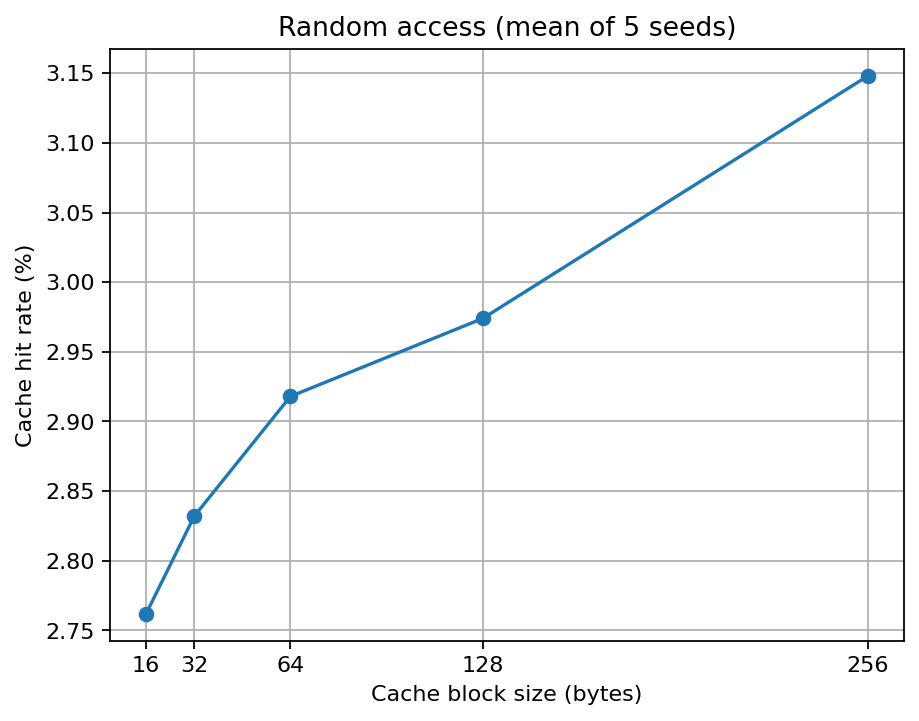 Random access (mean of 5 seeds)
Cache hit rate (%)
3.15
3.10
3.05
3.00
2.95
2.90
2.85
2.80
2.75
16 32 64 128 256
Cache block size (bytes)